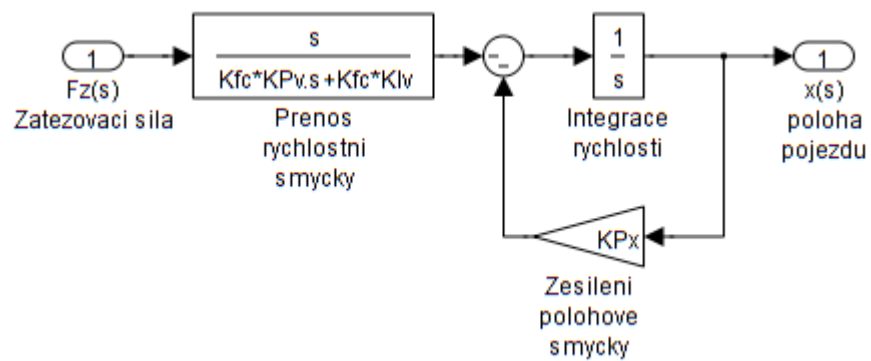 1
Fz(s)
Zatezovaci sila
s
Kfc*KPv.s+Kfc*KIv
Prenos
rychlostni
smycky
1
s
Integrace
rychlosti
1
x(s)
poloha
pojezdu
KPx
Zesileni
polohove
smycky